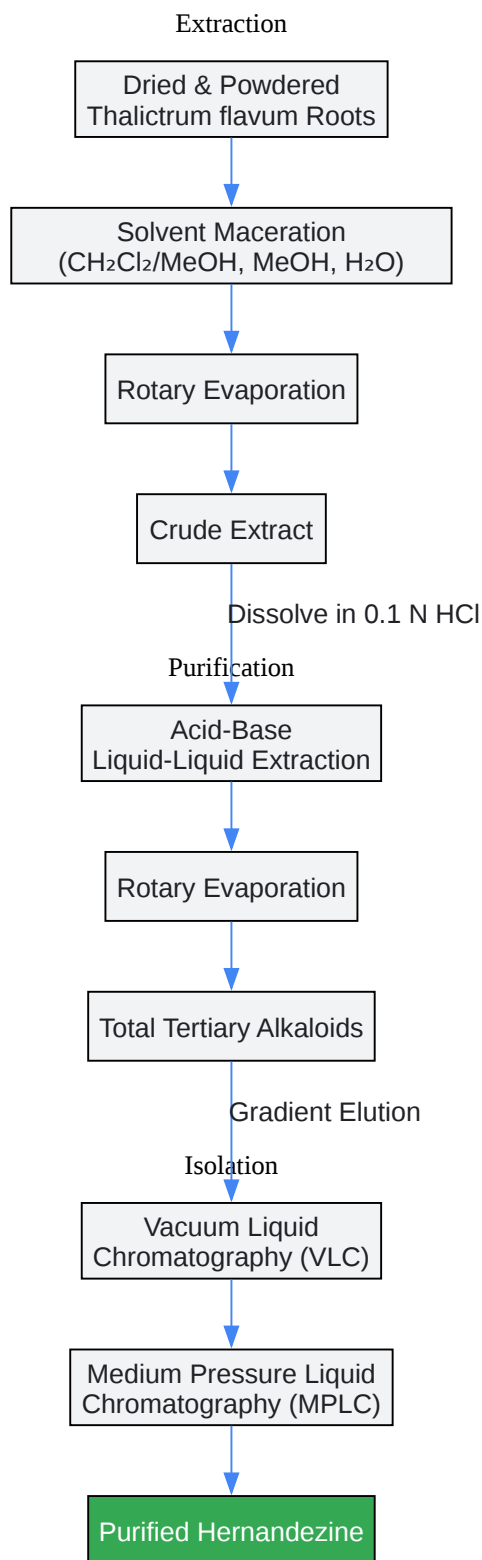 Extraction
Dried & Powdered
Thalictrum flavum Roots
Solvent Maceration
(CH₂Cl₂/MeOH, MeOH, H₂O)
Rotary Evaporation
Crude Extract
Dissolve in 0.1 N HCl
Purification
Acid-Base
Liquid-Liquid Extraction
Rotary Evaporation
Total Tertiary Alkaloids
Gradient Elution
Isolation
Vacuum Liquid
Chromatography (VLC)
Medium Pressure Liquid
Chromatography (MPLC)
Purified Hernandezine